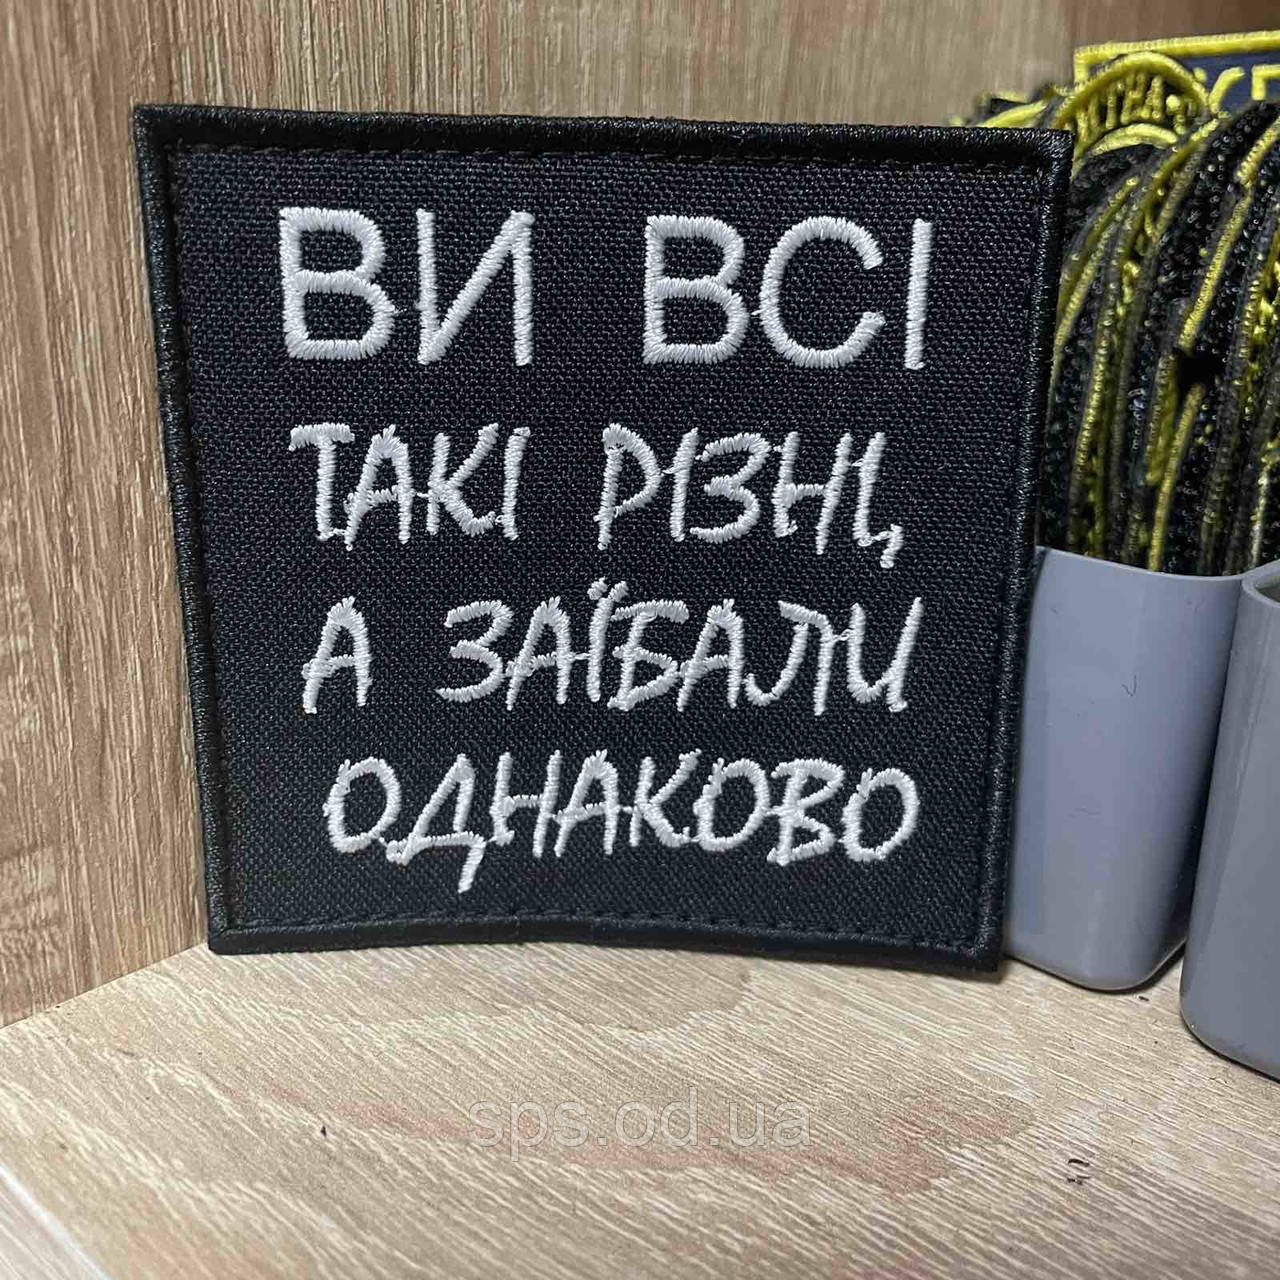 ВИ ВСІ
ТАКІ РІЗНІ,
А ЗАЇБАЛИ
ОДНАКОВО
sps.od.ua